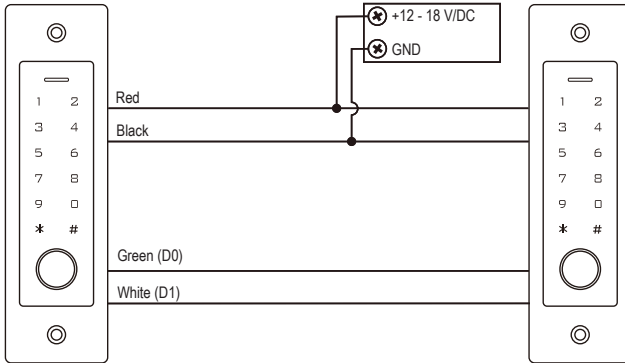 +12 - 18 V/DC
GND
Red
Black
Green (D0)
White (D1)
1 2
3 4
5 6
7 8
9 0
* #
1 2
3 4
5 6
7 8
9 0
* #